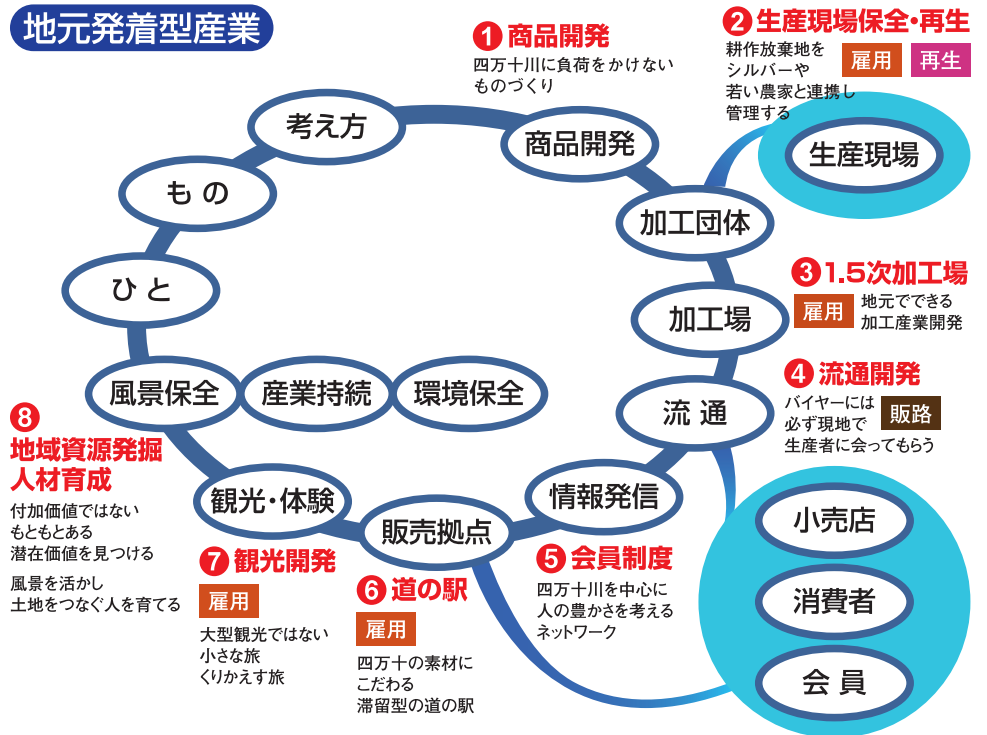 地元発着型産業
❶商品開発
四万十川に負荷をかけない
ものづくり
❷生産現場保全・再生
耕作放棄地を
シルバーや
若い農家と連携し
管理する
雇用
再生
生産現場
考え方
商品開発
もの
加工団体
ひと
加工場
❸1.5次加工場
雇用
地元でできる
加工産業開発
風景保全
産業持続
環境保全
流通
❹流通開発
バイヤーには
必ず現地で
生産者に会ってもらう
販路
❽
地域資源発掘
人材育成
付加価値ではない
もともとある
潜在価値を見つける
風景を活かし
土地をつなぐ人を育てる
観光・体験
販売拠点
情報発信
小売店
消費者
会員
❼観光開発
雇用
大型観光ではない
小さな旅
くりかえす旅
❻道の駅
雇用
四万十の素材に
こだわる
滞留型の道の駅
❺会員制度
四万十川を中心に
人の豊かさを考える
ネットワーク